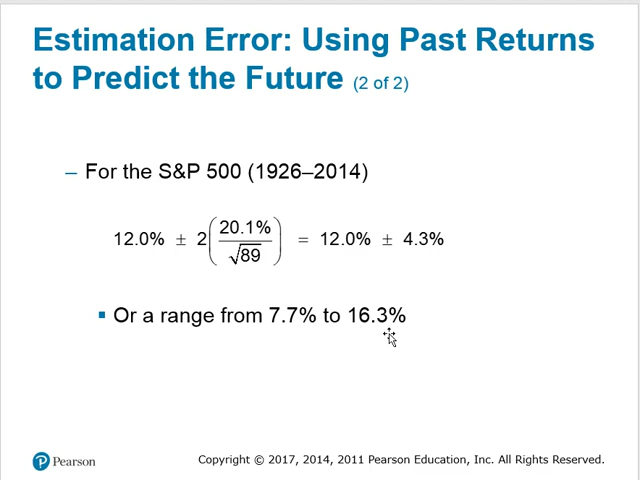 Estimation Error: Using Past Returns
to Predict the Future (2 of 2)
– For the S&P 500 (1926–2014)
12.0% ± 2(20.1%/√89) = 12.0% ± 4.3%
▪ Or a range from 7.7% to 16.3%
Pearson
Copyright © 2017, 2014, 2011 Pearson Education, Inc. All Rights Reserved.